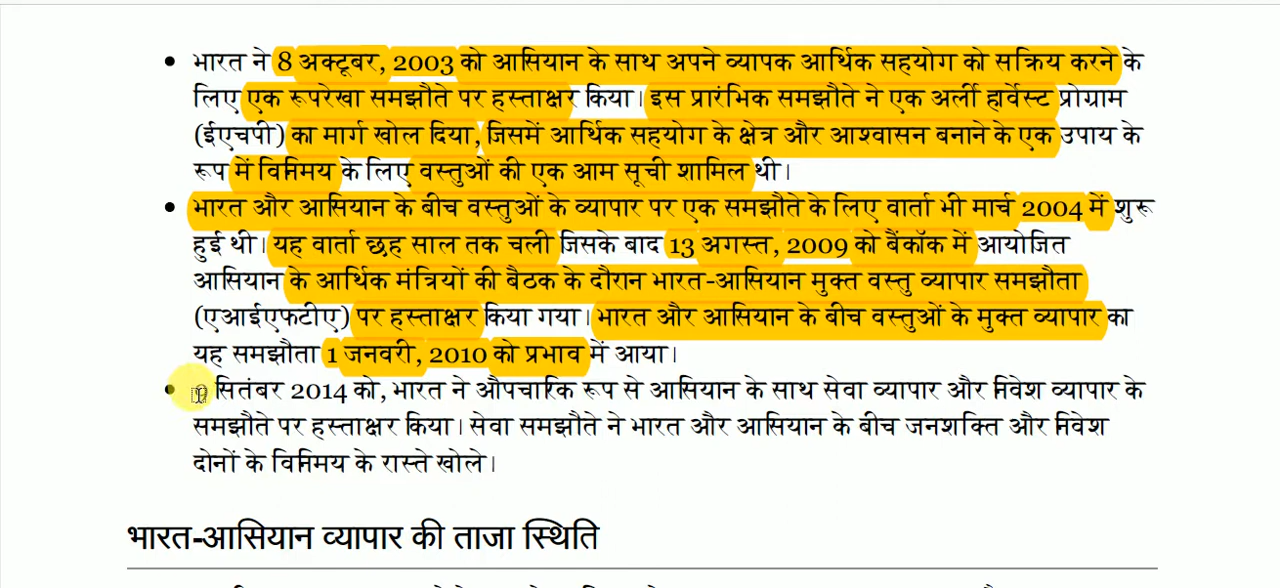 भारत ने 8 अक्टूबर, 2003 को आसियान के साथ अपने व्यापक आर्थिक सहयोग को सक्रिय करने के
लिए एक रूपरेखा समझौते पर हस्ताक्षर किया। इस प्रारंभिक समझौते ने एक अर्ली हार्वेस्ट प्रोग्राम
(ईएचपी) का मार्ग खोल दिया, जिसमें आर्थिक सहयोग के क्षेत्र और आश्वासन बनाने के एक उपाय के
रूप में विनिमय के लिए वस्तुओं की एक आम सूची शामिल थी।
भारत और आसियान के बीच वस्तुओं के व्यापार पर एक समझौते के लिए वार्ता भी मार्च 2004 में शुरू
हुई थी। यह वार्ता छह साल तक चली जिसके बाद 13 अगस्त, 2009 को बैंकॉक में आयोजित
आसियान के आर्थिक मंत्रियों की बैठक के दौरान भारत-आसियान मुक्त वस्तु व्यापार समझौता
(एआईएफटीए) पर हस्ताक्षर किया गया। भारत और आसियान के बीच वस्तुओं के मुक्त व्यापार का
यह समझौता 1 जनवरी, 2010 को प्रभाव में आया।
सितंबर 2014 को, भारत ने औपचारिक रूप से आसियान के साथ सेवा व्यापार और निवेश व्यापार के
समझौते पर हस्ताक्षर किया। सेवा समझौते ने भारत और आसियान के बीच जनशक्ति और निवेश
दोनों के विनिमय के रास्ते खोले।
भारत-आसियान व्यापार की ताजा स्थिति